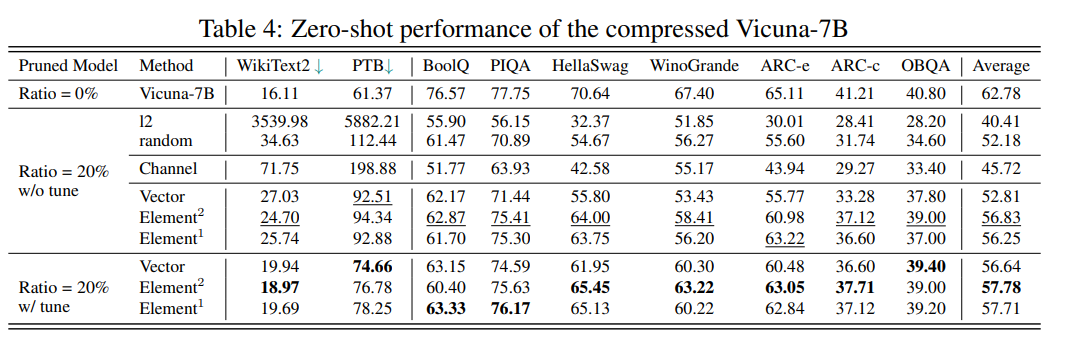 Table 4: Zero-shot performance of the compressed Vicuna-7B
Pruned Model Method WikiText2 ↓ PTB↓ BoolQ PIQA HellaSwag WinoGrande ARC-e ARC-c OBQA Average
Ratio = 0% Vicuna-7B 16.11 61.37 76.57 77.75 70.64 67.40 65.11 41.21 40.80 62.78
l2 3539.98 5882.21 55.90 56.15 32.37 51.85 30.01 28.41 28.20 40.41
random 34.63 112.44 61.47 70.89 54.67 56.27 55.60 31.74 34.60 52.18
Ratio = 20% w/o tune Channel 71.75 198.88 51.77 63.93 42.58 55.17 43.94 29.27 33.40 45.72
Vector 27.03 92.51 62.17 71.44 55.80 53.43 55.77 33.28 37.80 52.81
Element² 24.70 94.34 62.87 75.41 64.00 58.41 60.98 37.12 39.00 56.83
Element¹ 25.74 92.88 61.70 75.30 63.75 56.20 63.22 36.60 37.00 56.25
Vector 19.94 74.66 63.15 74.59 61.95 60.30 60.48 36.60 39.40 56.64
Ratio = 20% w/ tune Element² 18.97 76.78 60.40 75.63 65.45 63.22 63.05 37.71 39.00 57.78
Element¹ 19.69 78.25 63.33 76.17 65.13 60.22 62.84 37.12 39.20 57.71